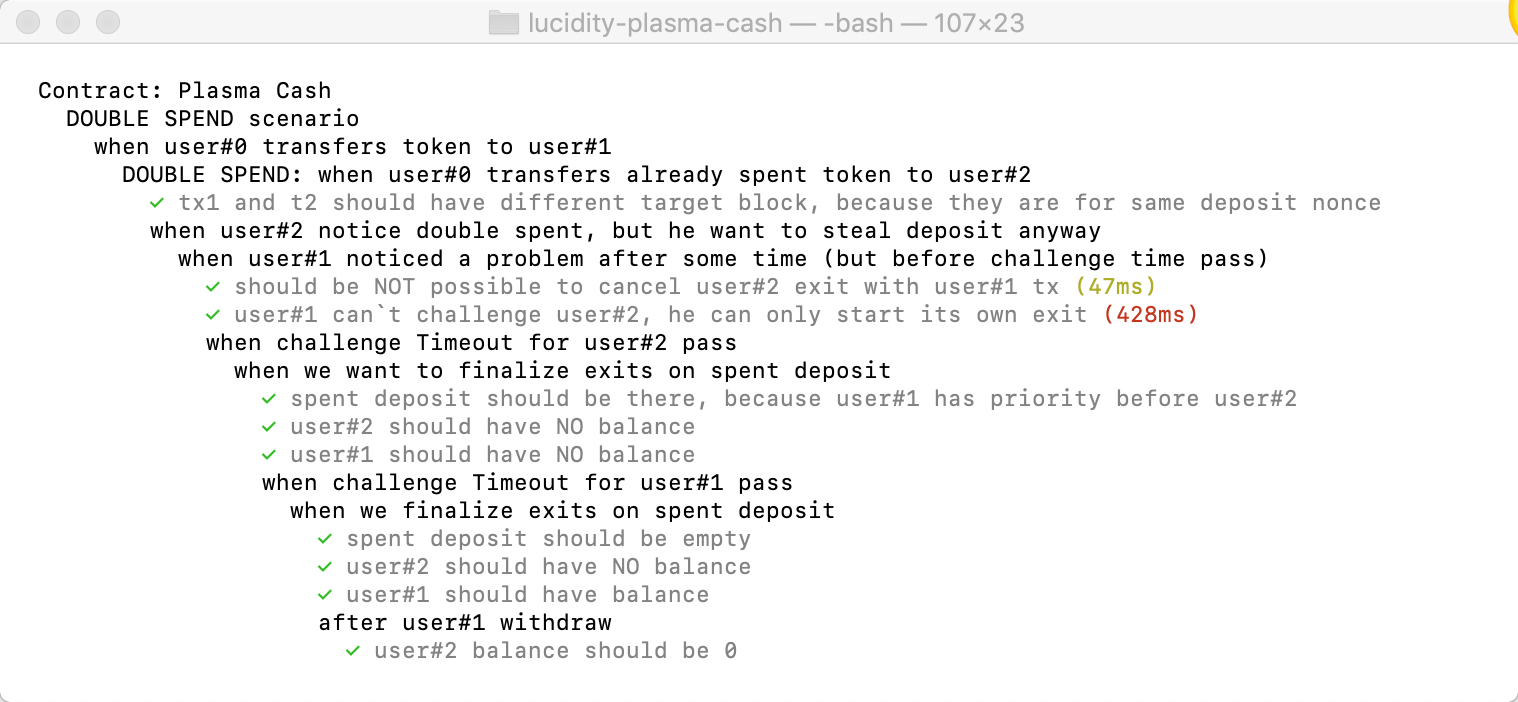 lucidity-plasma-cash — -bash — 107×23
Contract: Plasma Cash
DOUBLE SPEND scenario
when user#0 transfers token to user#1
DOUBLE SPEND: when user#0 transfers already spent token to user#2
✓ tx1 and t2 should have different target block, because they are for same deposit nonce
when user#2 notice double spent, but he want to steal deposit anyway
when user#1 noticed a problem after some time (but before challenge time pass)
✓ should be NOT possible to cancel user#2 exit with user#1 tx (47ms)
✓ user#1 can`t challenge user#2, he can only start its own exit (428ms)
when challenge Timeout for user#2 pass
when we want to finalize exits on spent deposit
✓ spent deposit should be there, because user#1 has priority before user#2
✓ user#2 should have NO balance
✓ user#1 should have NO balance
when challenge Timeout for user#1 pass
when we finalize exits on spent deposit
✓ spent deposit should be empty
✓ user#2 should have NO balance
✓ user#1 should have balance
after user#1 withdraw
✓ user#2 balance should be 0